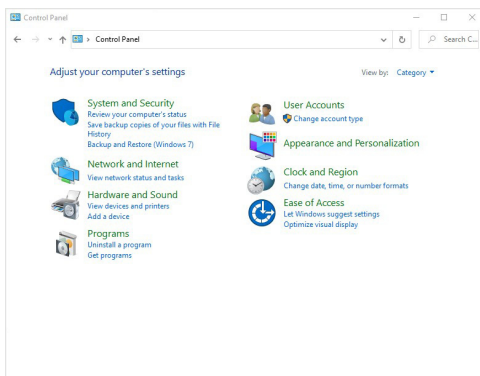 Control Panel
Control Panel
Search C...
Adjust your computer's settings
View by: Category
System and Security
Review your computer's status
Save backup copies of your files with File
History
Backup and Restore (Windows 7)
Network and Internet
View network status and tasks
Hardware and Sound
View devices and printers
Add a device
Programs
Uninstall a program
Get programs
User Accounts
Change account type
Appearance and Personalization
Clock and Region
Change date, time, or number formats
Ease of Access
Let Windows suggest settings
Optimize visual display